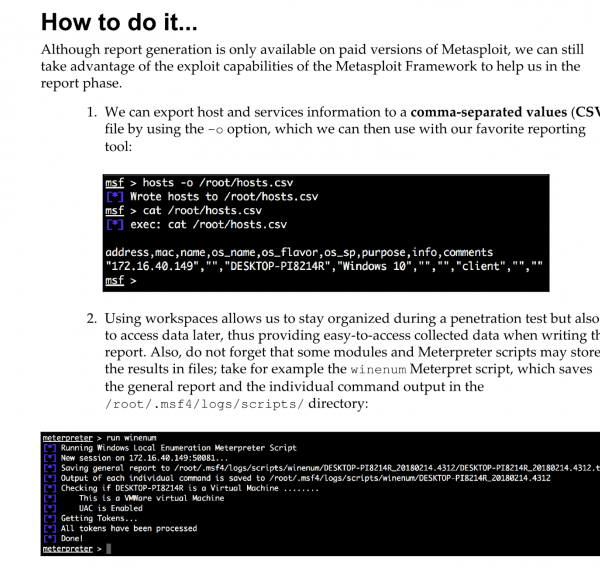 How to do it...
Although report generation is only available on paid versions of Metasploit, we can still
take advantage of the exploit capabilities of the Metasploit Framework to help us in the
report phase.
1. We can export host and services information to a comma-separated values (CSV
file by using the -o option, which we can then use with our favorite reporting
tool:
msf > hosts -o /root/hosts.csv
[*] Wrote hosts to /root/hosts.csv
msf > cat /root/hosts.csv
[*] exec: cat /root/hosts.csv
address,mac,name,os_name,os_flavor,os_sp,purpose,info,comments
"172.16.40.149","","DESKTOP-PI8214R","Windows 10","","","client","",""
msf >
2. Using workspaces allows us to stay organized during a penetration test but also
to access data later, thus providing easy-to-access collected data when writing th
report. Also, do not forget that some modules and Meterpreter scripts may store
the results in files; take for example the winenum Meterpret script, which saves
the general report and the individual command output in the
/root/.msf4/logs/scripts/ directory:
meterpreter > run winenum
[*] Running Windows Local Enumeration Meterpreter Script
[*] New session on 172.16.40.149:50081...
[*] Saving general report to /root/.msf4/logs/scripts/winenum/DESKTOP-PI8214R_20180214.4312/DESKTOP-PI8214R_20180214.4312.t
[*] Output of each individual command is saved to /root/.msf4/logs/scripts/winenum/DESKTOP-PI8214R_20180214.4312
[*] Checking if DESKTOP-PI8214R is a Virtual Machine ........
[*] This is a VMWare virtual Machine
[*] UAC is Enabled
[*] Getting Tokens...
[*] All tokens have been processed
[*] Done!
meterpreter >